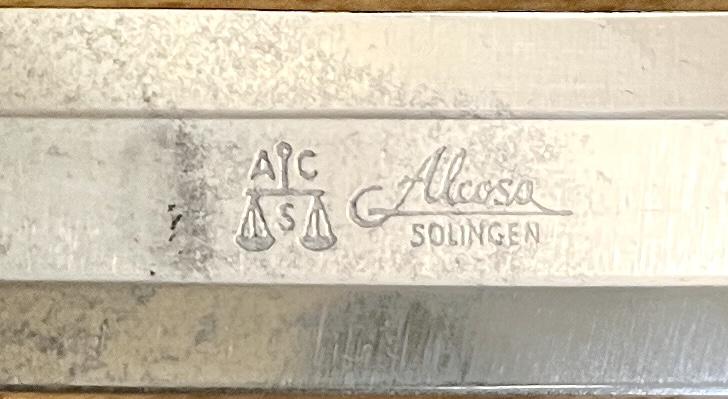 A C
S
Alcosa
SOLINGEN